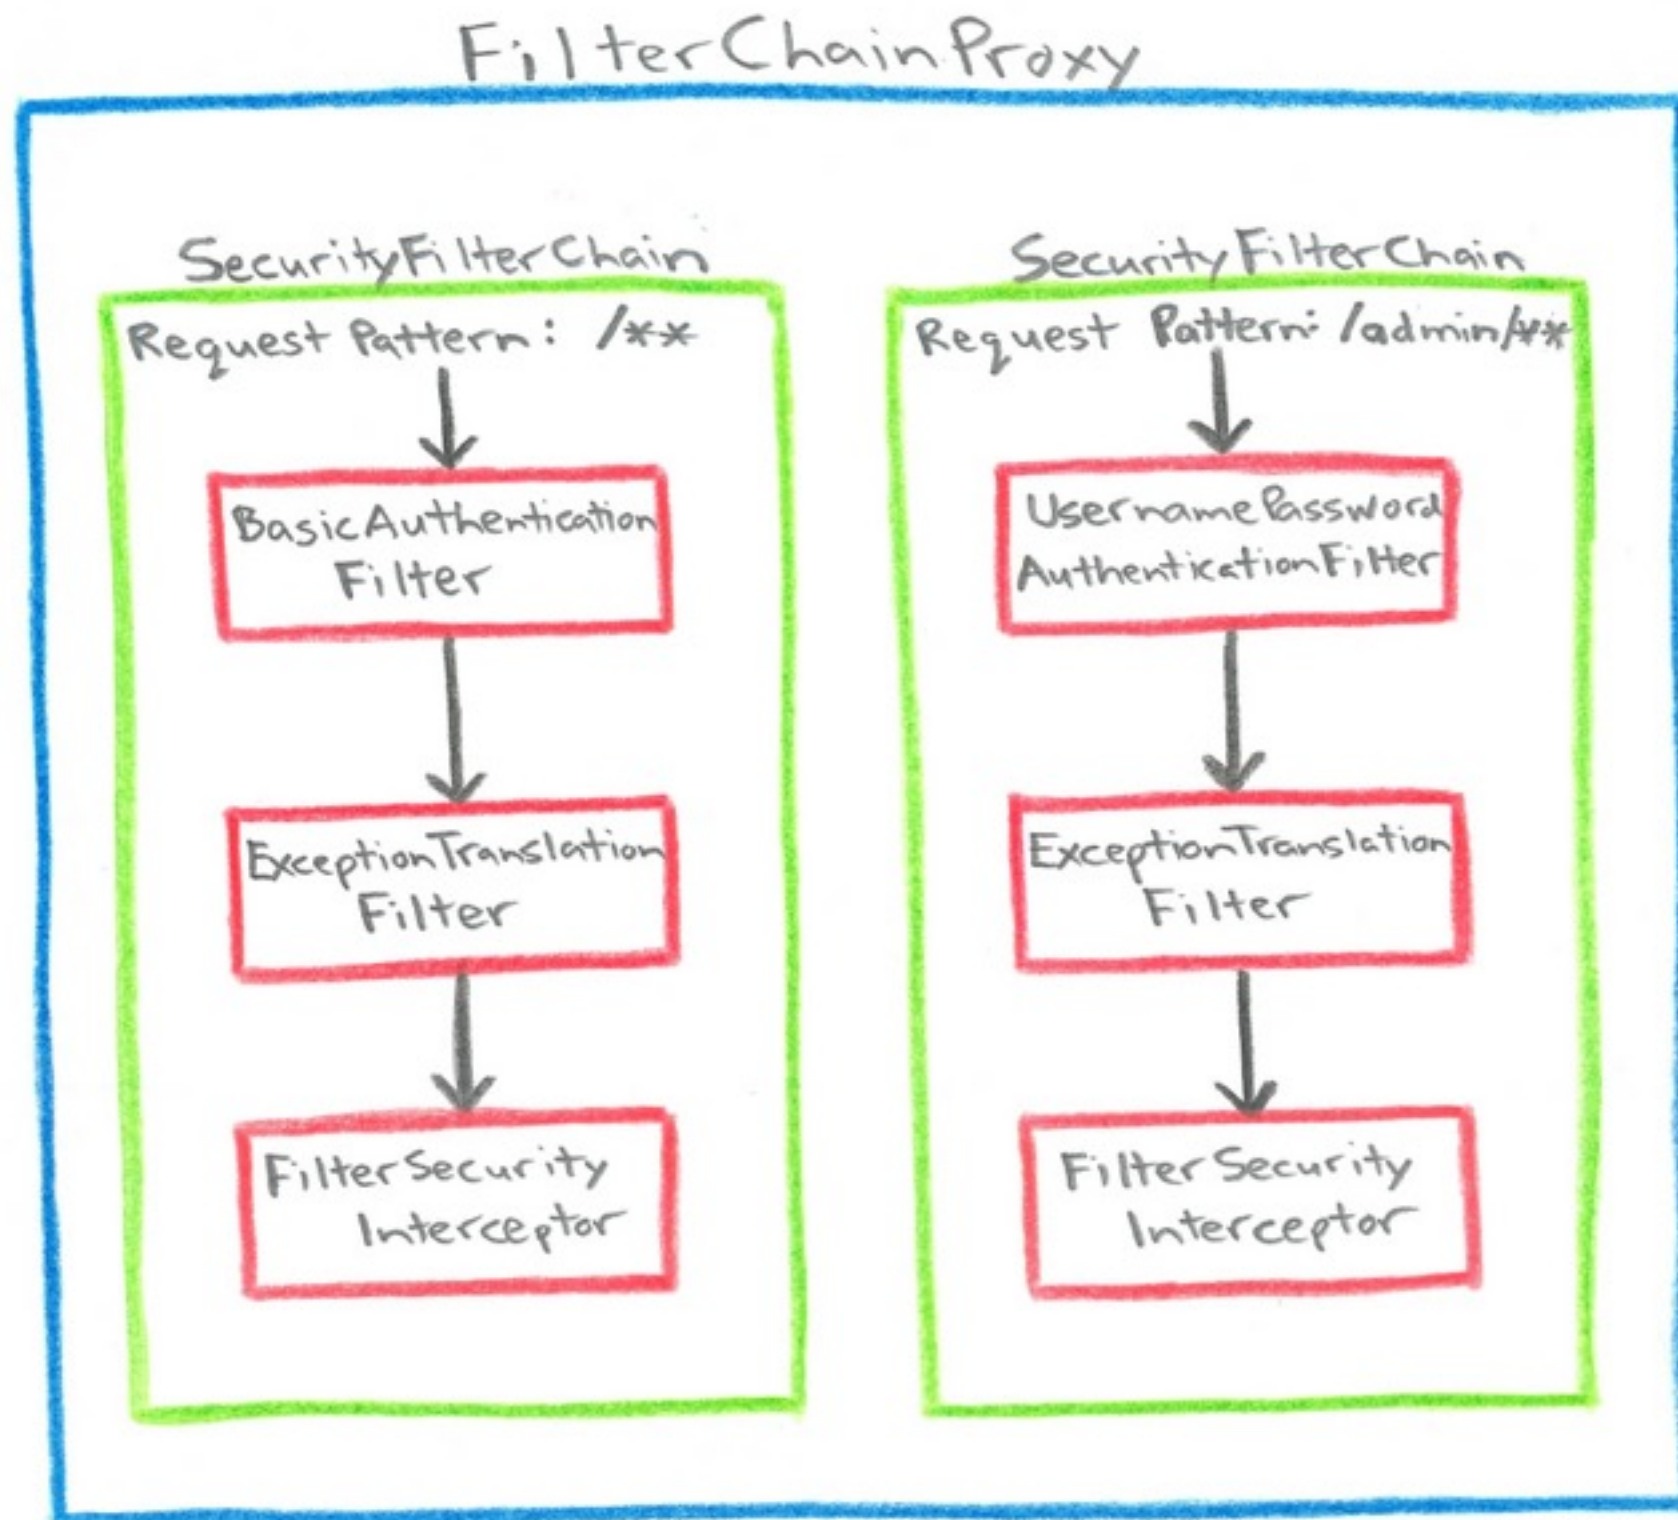 FilterChainProxy
SecurityFilterChain
Request Pattern: /**
BasicAuthentication
Filter
ExceptionTranslation
Filter
FilterSecurity
Interceptor
SecurityFilterChain
Request Pattern: /admin/**
UsernamePassword
AuthenticationFilter
ExceptionTranslation
Filter
FilterSecurity
Interceptor